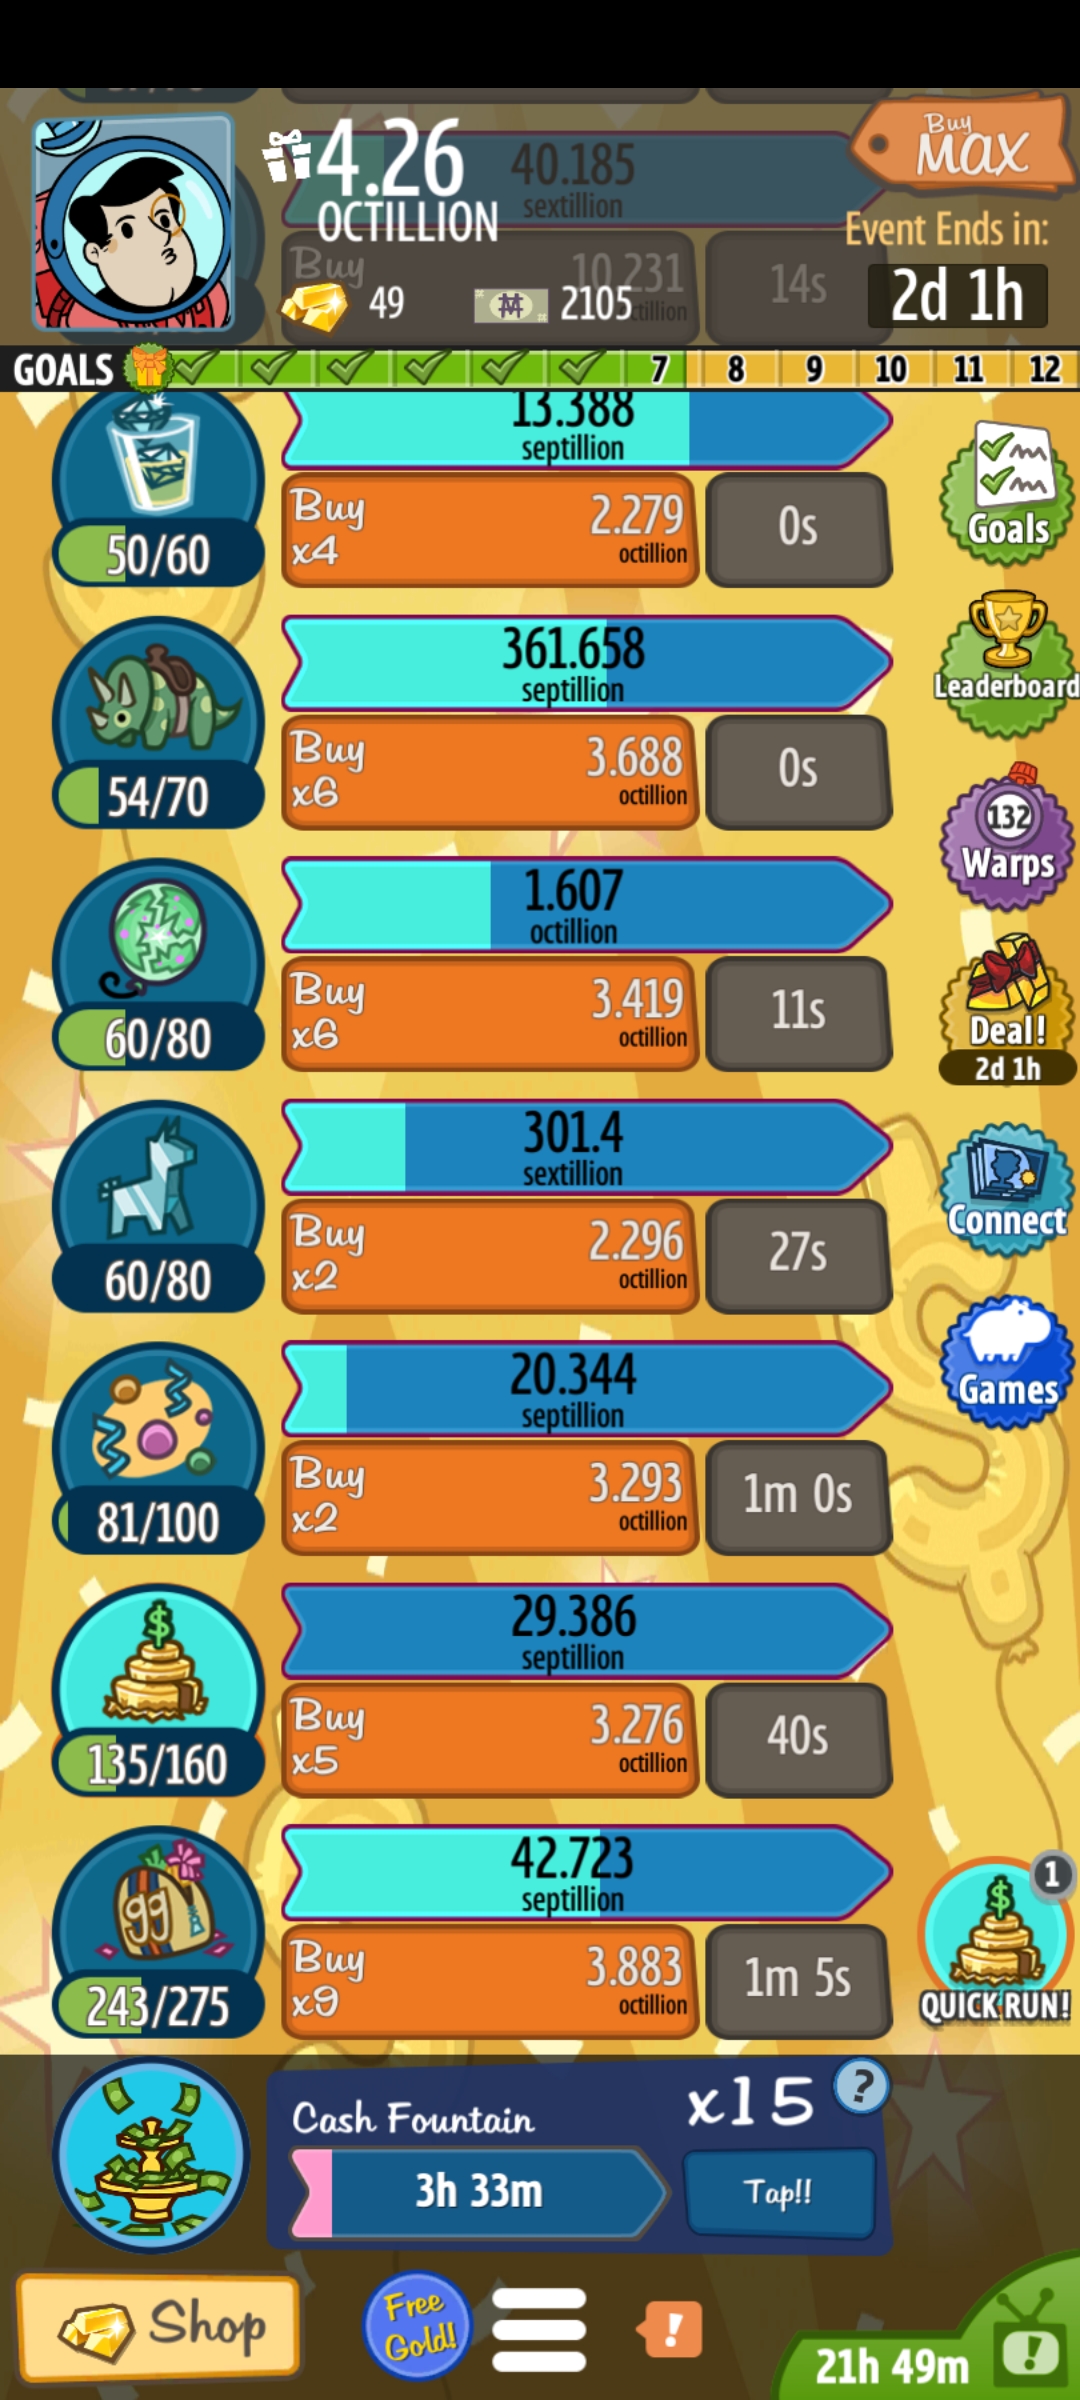 4.26
OCTILLION
40.185
sextillion
Buy
MAX
Event Ends in:
2d 1h
Buy
10.231
14s
49
2105
GOALS
7 8 9 10 11 12
13.388
septillion
50/60
Buy
x4
2.279
octillion
0s
Goals
361.658
septillion
54/70
Buy
x6
3.688
octillion
0s
Leaderboard
1.607
octillion
60/80
Buy
x6
3.419
octillion
11s
132
Warps
Deal!
2d 1h
301.4
sextillion
60/80
Buy
x2
2.296
octillion
27s
Connect
20.344
septillion
81/100
Buy
x2
3.293
octillion
1m 0s
Games
29.386
septillion
135/160
Buy
x5
3.276
octillion
40s
42.723
septillion
99
243/275
Buy
x9
3.883
octillion
1m 5s
1
QUICK RUN!
Cash Fountain
x15
?
3h 33m
Tap!!
Shop
Free
Gold!
!
21h 49m
!